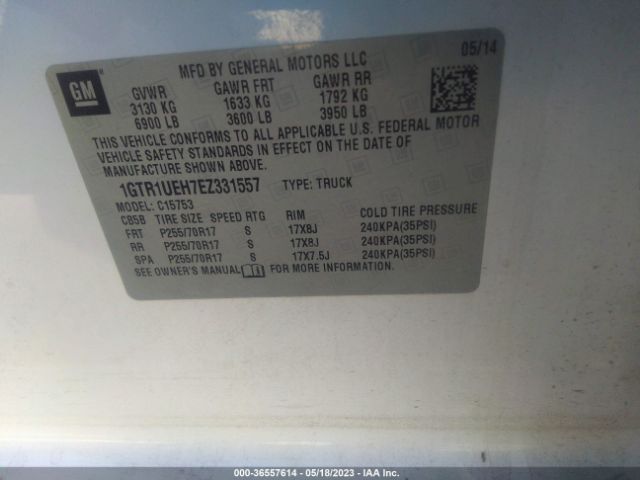 GM
MFD BY GENERAL MOTORS LLC 05/14
GVWR GAWR FRT GAWR RR
3130 KG 1633 KG 1792 KG
6900 LB 3600 LB 3950 LB
THIS VEHICLE CONFORMS TO ALL APPLICABLE U.S. FEDERAL MOTOR
VEHICLE SAFETY STANDARDS IN EFFECT ON THE DATE OF
MANUFACTURE SHOWN ABOVE.
1GTR1UEH7EZ331557 TYPE: TRUCK
MODEL: C15753
CB5B TIRE SIZE SPEED RTG RIM COLD TIRE PRESSURE
FRT P255/70R17 S 17X8J 240KPA(35PSI)
RR P255/70R17 S 17X8J 240KPA(35PSI)
SPA P255/70R17 S 17X7.5J 240KPA(35PSI)
SEE OWNER'S MANUAL FOR MORE INFORMATION.
000-36557614 - 05/18/2023 - IAA Inc.